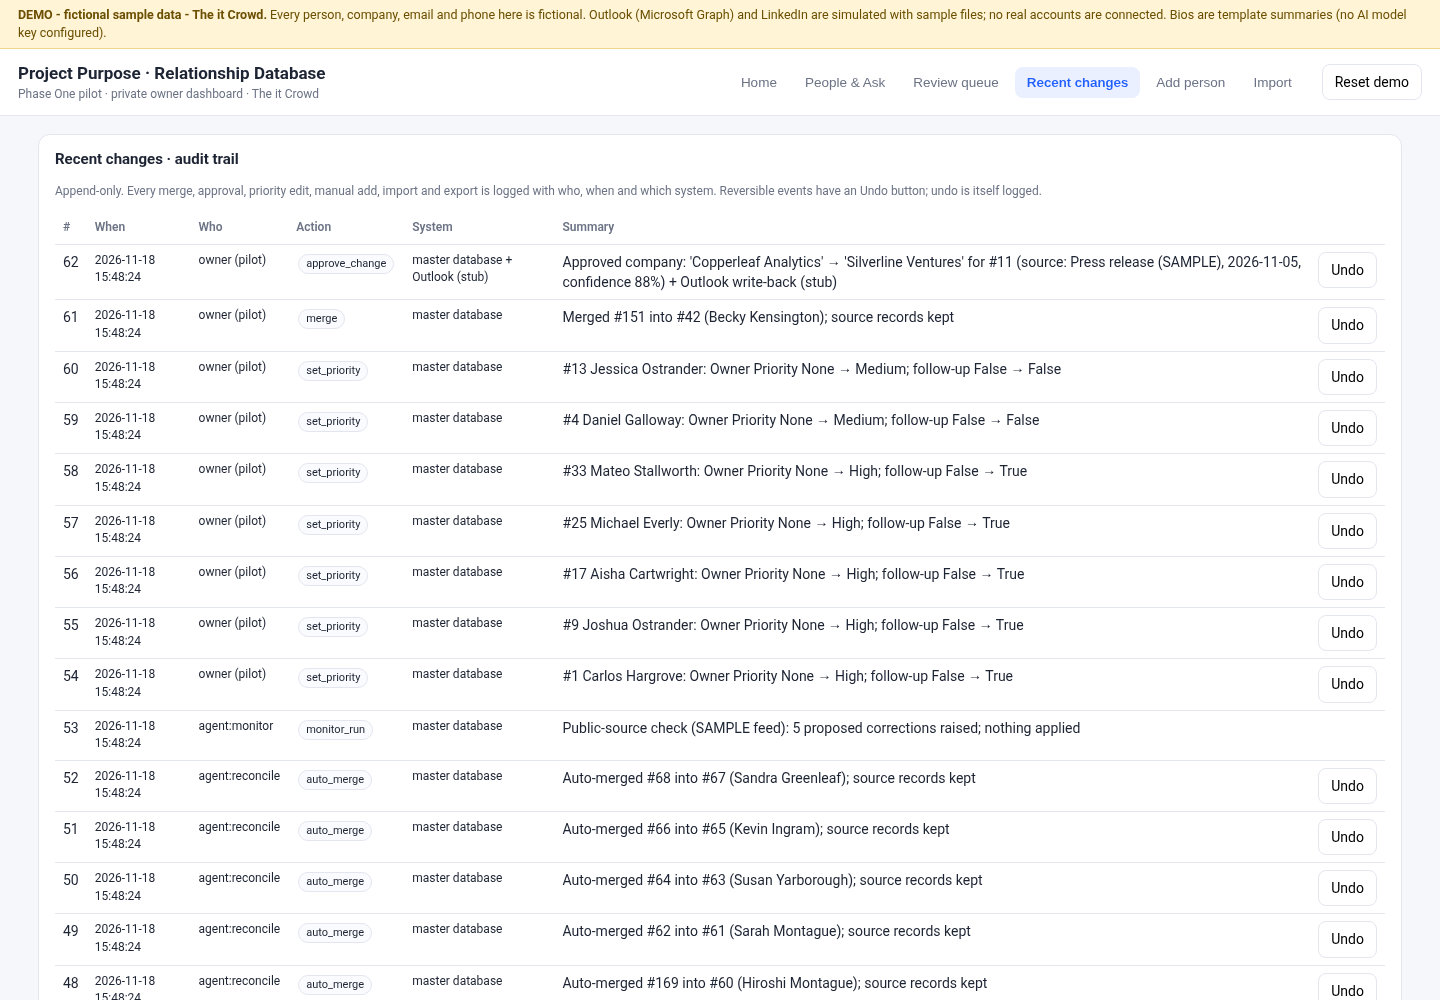 DEMO - fictional sample data - The it Crowd. Every person, company, email and phone here is fictional. Outlook (Microsoft Graph) and LinkedIn are simulated with sample files; no real accounts are connected. Bios are template summaries (no AI model
key configured).
Project Purpose · Relationship Database
Phase One pilot · private owner dashboard · The it Crowd
Home People & Ask Review queue Recent changes Add person Import Reset demo
Recent changes · audit trail
Append-only. Every merge, approval, priority edit, manual add, import and export is logged with who, when and which system. Reversible events have an Undo button; undo is itself logged.
# When Who Action System Summary
62 2026-11-18 owner (pilot) approve_change master database + Approved company: 'Copperleaf Analytics' → 'Silverline Ventures' for #11 (source: Press release (SAMPLE), 2026-11-05, Undo
15:48:24 Outlook (stub) confidence 88%) + Outlook write-back (stub)
61 2026-11-18 owner (pilot) merge master database Merged #151 into #42 (Becky Kensington); source records kept Undo
15:48:24
60 2026-11-18 owner (pilot) set_priority master database #13 Jessica Ostrander: Owner Priority None → Medium; follow-up False → False Undo
15:48:24
59 2026-11-18 owner (pilot) set_priority master database #4 Daniel Galloway: Owner Priority None → Medium; follow-up False → False Undo
15:48:24
58 2026-11-18 owner (pilot) set_priority master database #33 Mateo Stallworth: Owner Priority None → High; follow-up False → True Undo
15:48:24
57 2026-11-18 owner (pilot) set_priority master database #25 Michael Everly: Owner Priority None → High; follow-up False → True Undo
15:48:24
56 2026-11-18 owner (pilot) set_priority master database #17 Aisha Cartwright: Owner Priority None → High; follow-up False → True Undo
15:48:24
55 2026-11-18 owner (pilot) set_priority master database #9 Joshua Ostrander: Owner Priority None → High; follow-up False → True Undo
15:48:24
54 2026-11-18 owner (pilot) set_priority master database #1 Carlos Hargrove: Owner Priority None → High; follow-up False → True Undo
15:48:24
53 2026-11-18 agent:monitor monitor_run master database Public-source check (SAMPLE feed): 5 proposed corrections raised; nothing applied
15:48:24
52 2026-11-18 agent:reconcile auto_merge master database Auto-merged #68 into #67 (Sandra Greenleaf); source records kept Undo
15:48:24
51 2026-11-18 agent:reconcile auto_merge master database Auto-merged #66 into #65 (Kevin Ingram); source records kept Undo
15:48:24
50 2026-11-18 agent:reconcile auto_merge master database Auto-merged #64 into #63 (Susan Yarborough); source records kept Undo
15:48:24
49 2026-11-18 agent:reconcile auto_merge master database Auto-merged #62 into #61 (Sarah Montague); source records kept Undo
15:48:24
48 2026-11-18 agent:reconcile auto_merge master database Auto-merged #169 into #60 (Hiroshi Montague); source records kept Undo
15:48:24